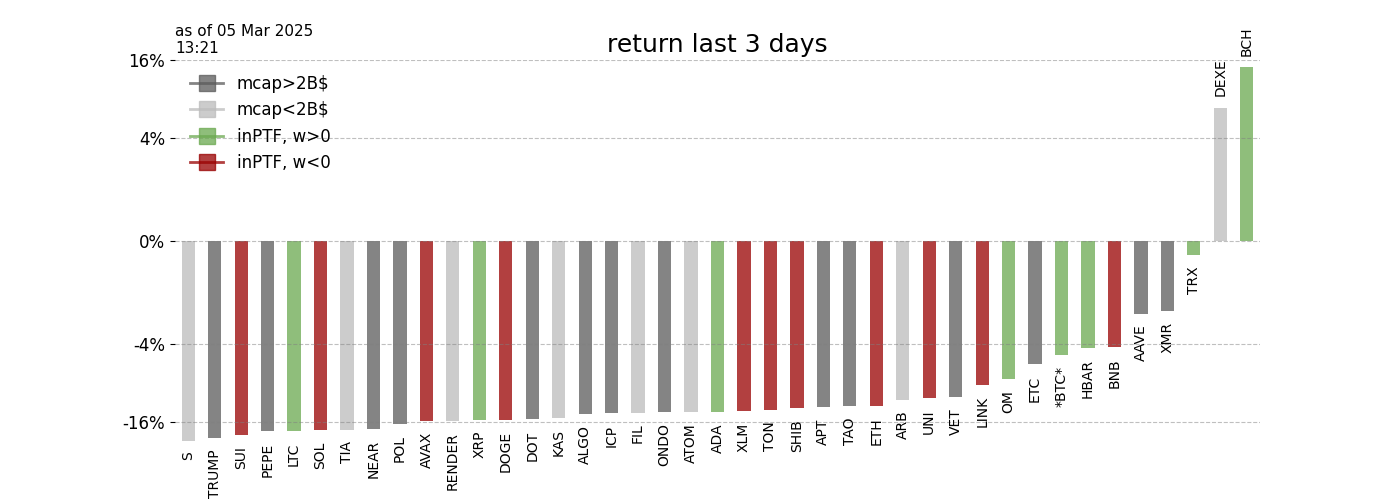 as of 05 Mar 2025
13:21
return last 3 days
16%
4%
0%
-4%
-16%
mcap>2B$
mcap<2B$
inPTF, w>0
inPTF, w<0
S
TRUMP
SUI
PEPE
LTC
SOL
TIA
NEAR
POL
AVAX
RENDER
XRP
DOGE
DOT
KAS
ALGO
ICP
FIL
ONDO
ATOM
ADA
XLM
TON
SHIB
APT
TAO
ETH
ARB
UNI
VET
LINK
OM
ETC
*BTC*
HBAR
BNB
AAVE
XMR
TRX
DEXE
BCH